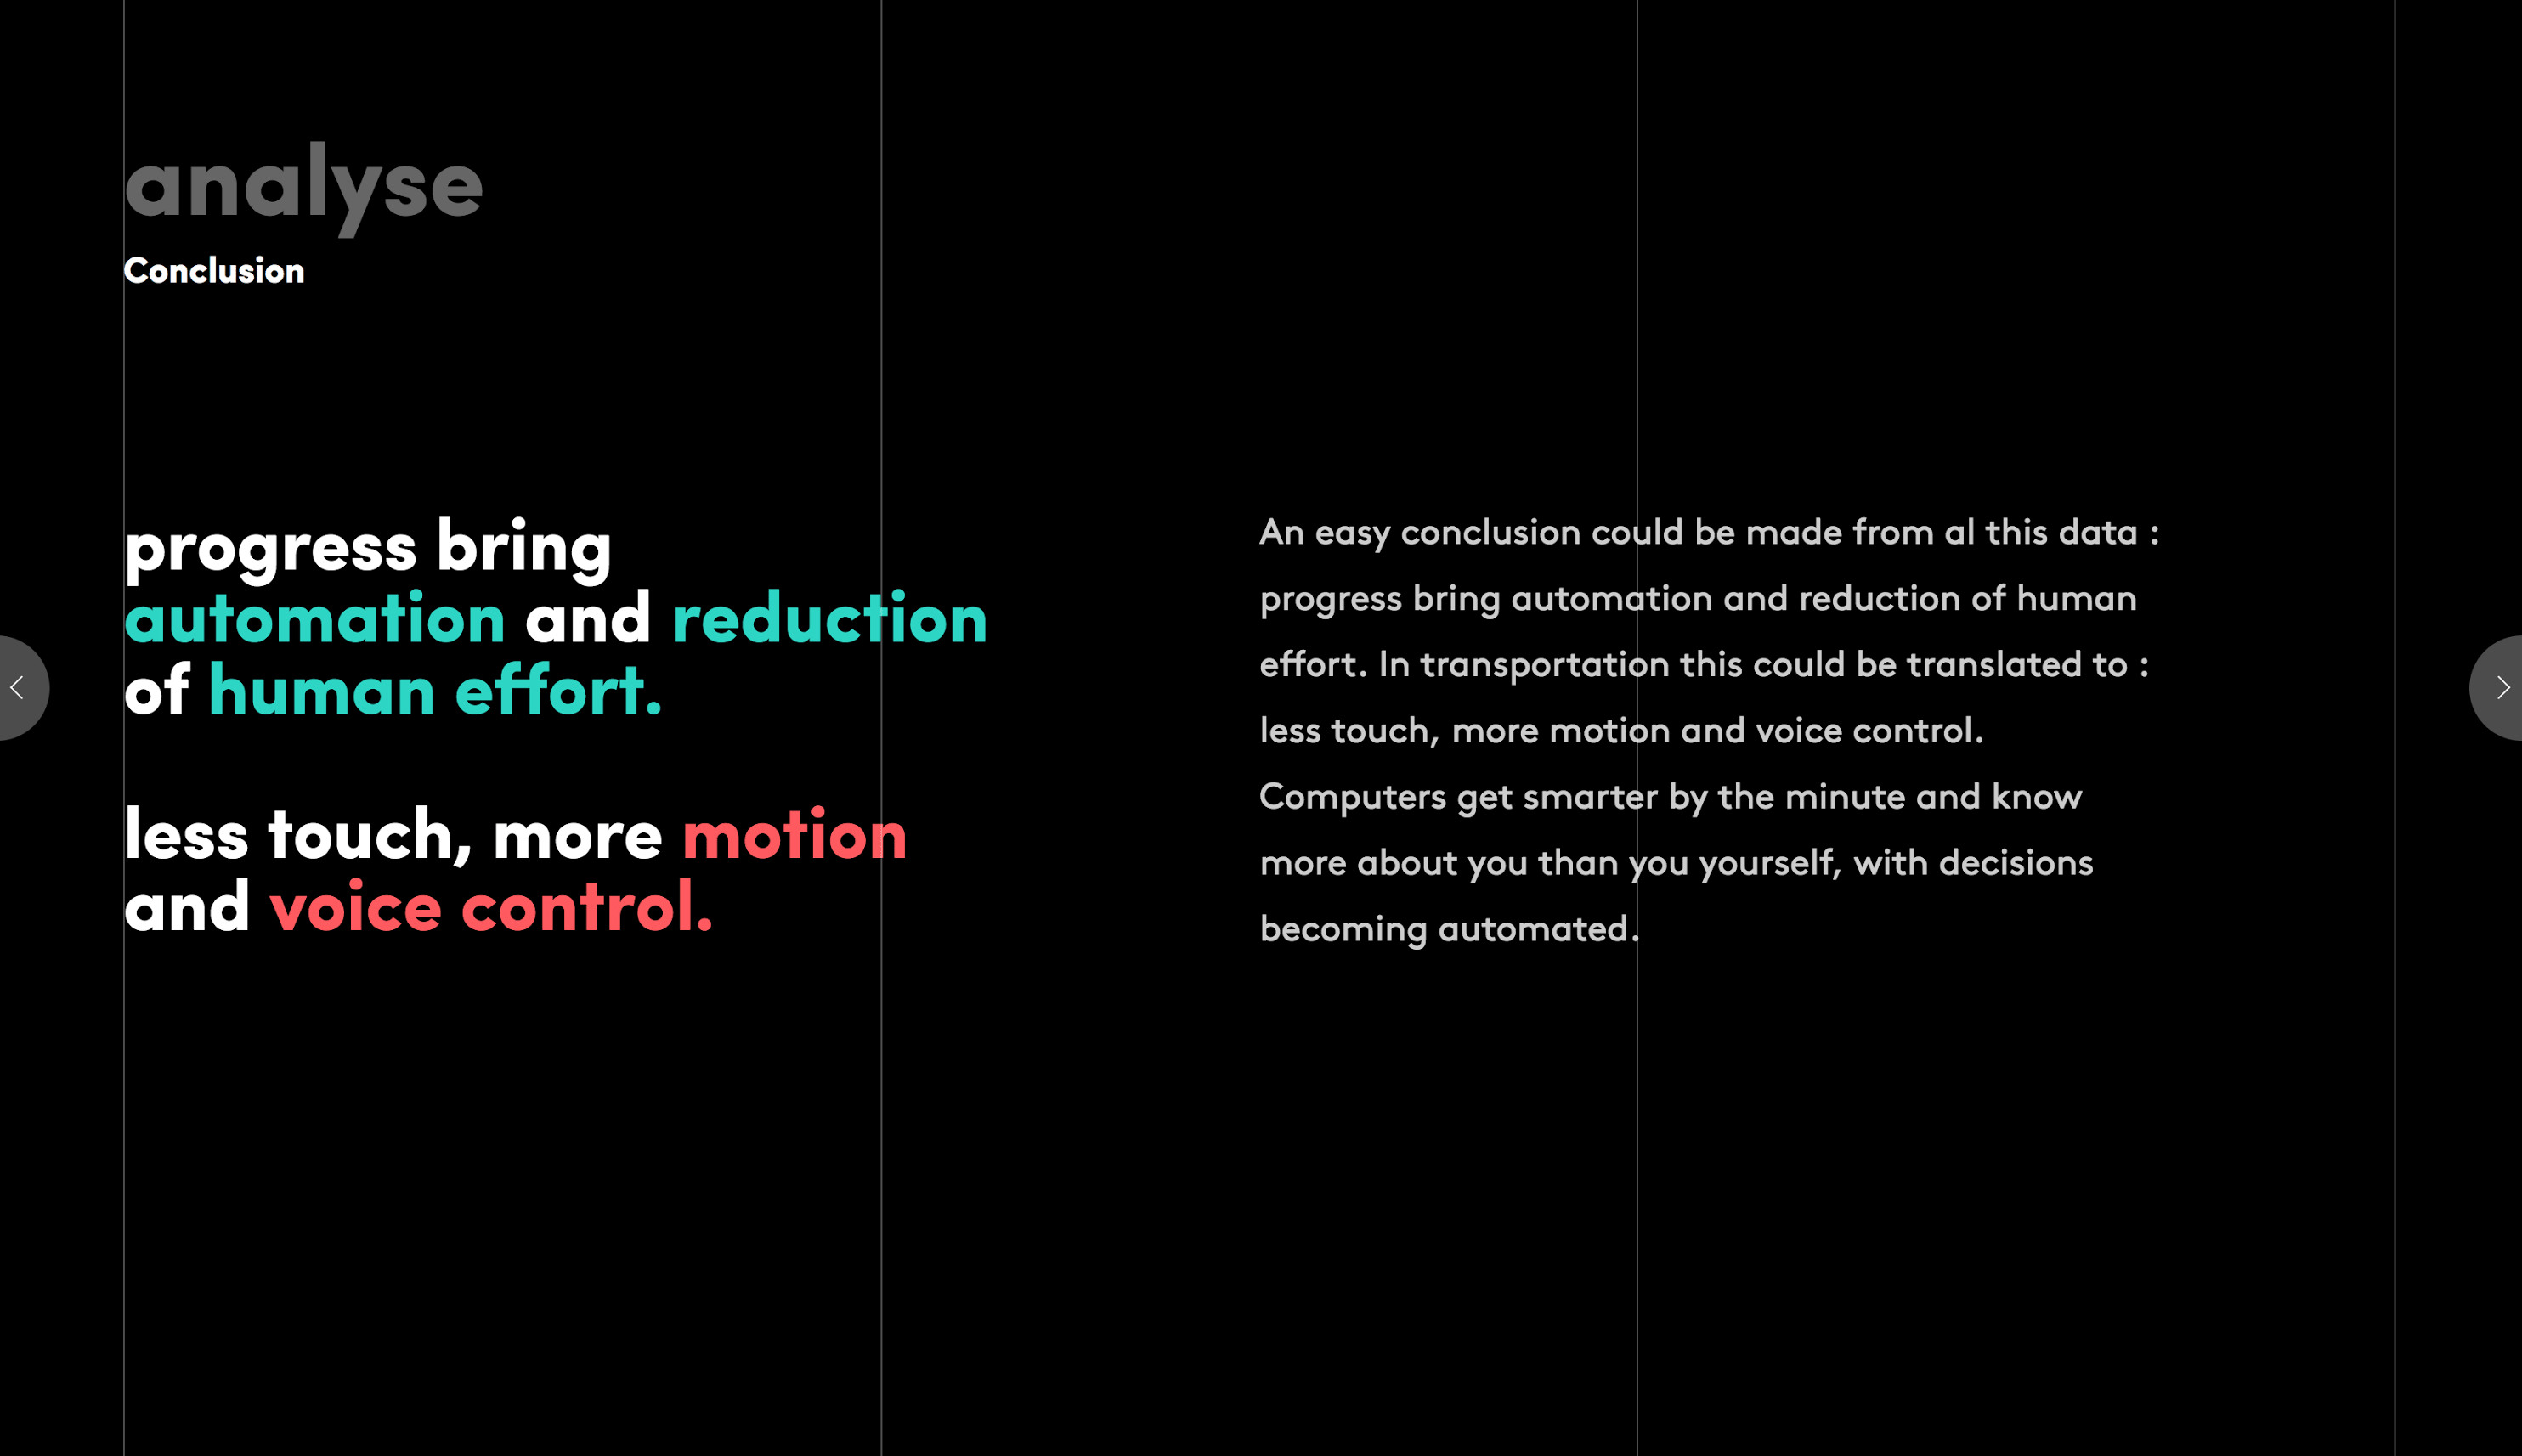 analyse
Conclusion
progress bring
automation and reduction
of human effort.
less touch, more motion
and voice control.
An easy conclusion could be made from al this data :
progress bring automation and reduction of human
effort. In transportation this could be translated to :
less touch, more motion and voice control.
Computers get smarter by the minute and know
more about you than you yourself, with decisions
becoming automated.